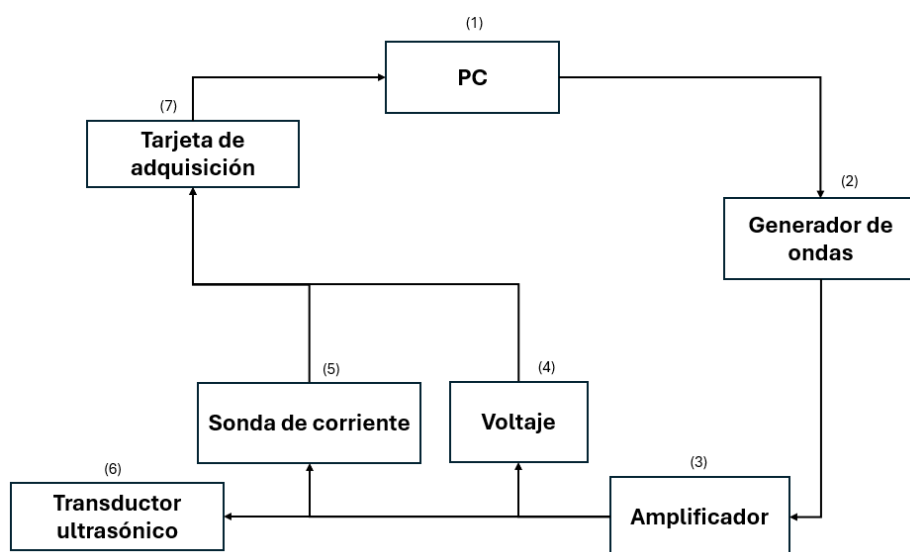 (1)
PC
(7)
Tarjeta de
adquisición
(2)
Generador de
ondas
(5)
Sonda de corriente
(4)
Voltaje
(6)
Transductor
ultrasónico
(3)
Amplificador